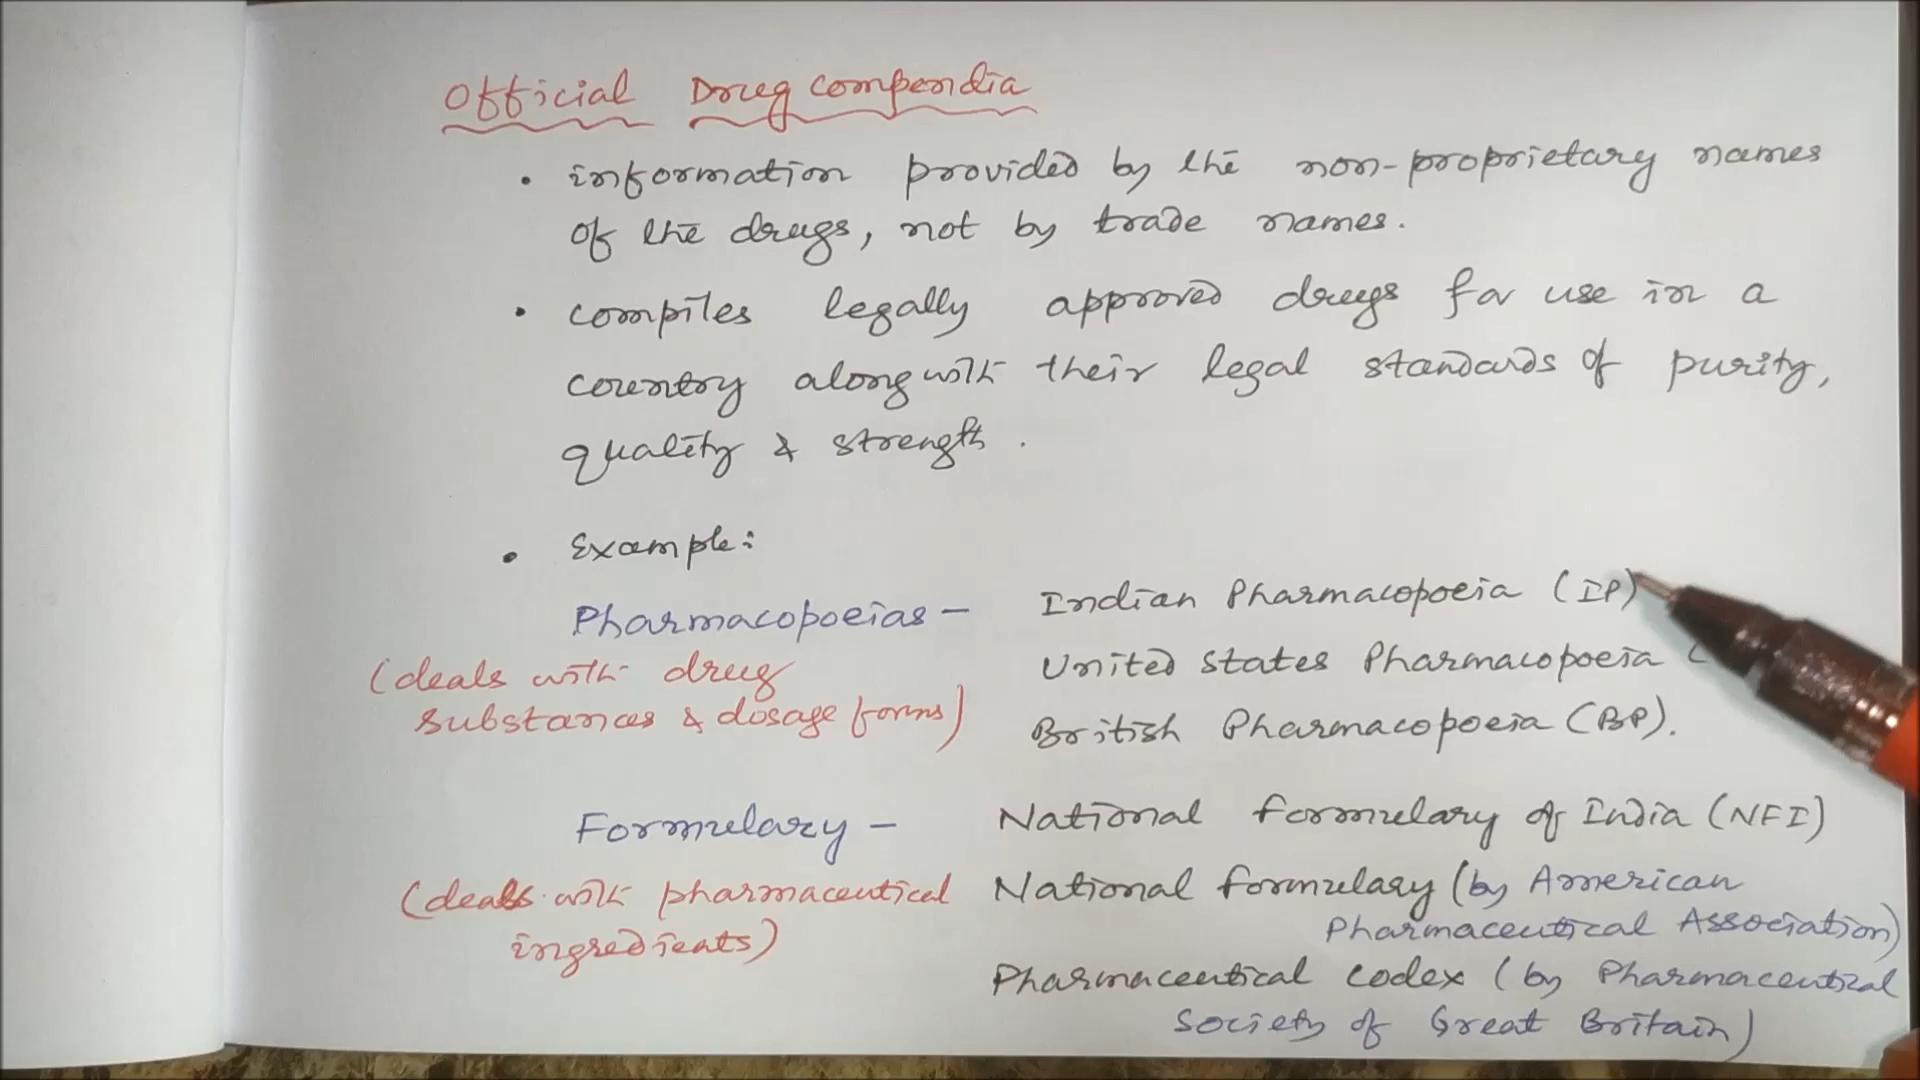 Official Drug Compendia
• information provided by the non-proprietary names
of the drugs, not by trade names.
• compiles legally approved drugs for use in a
country along with their legal standards of purity,
quality & strength.
• Example:
Pharmacopoeias - Indian Pharmacopoeia (IP)
(deals with drug
substances & dosage forms)
United States Pharmacopoeia (
British Pharmacopoeia (BP).
Formulary - National Formulary of India (NFI)
(deals with pharmaceutical
ingredients)
National Formulary (by American
Pharmaceutical Association)
Pharmaceutical Codex (by Pharmaceutical
Society of Great Britain)